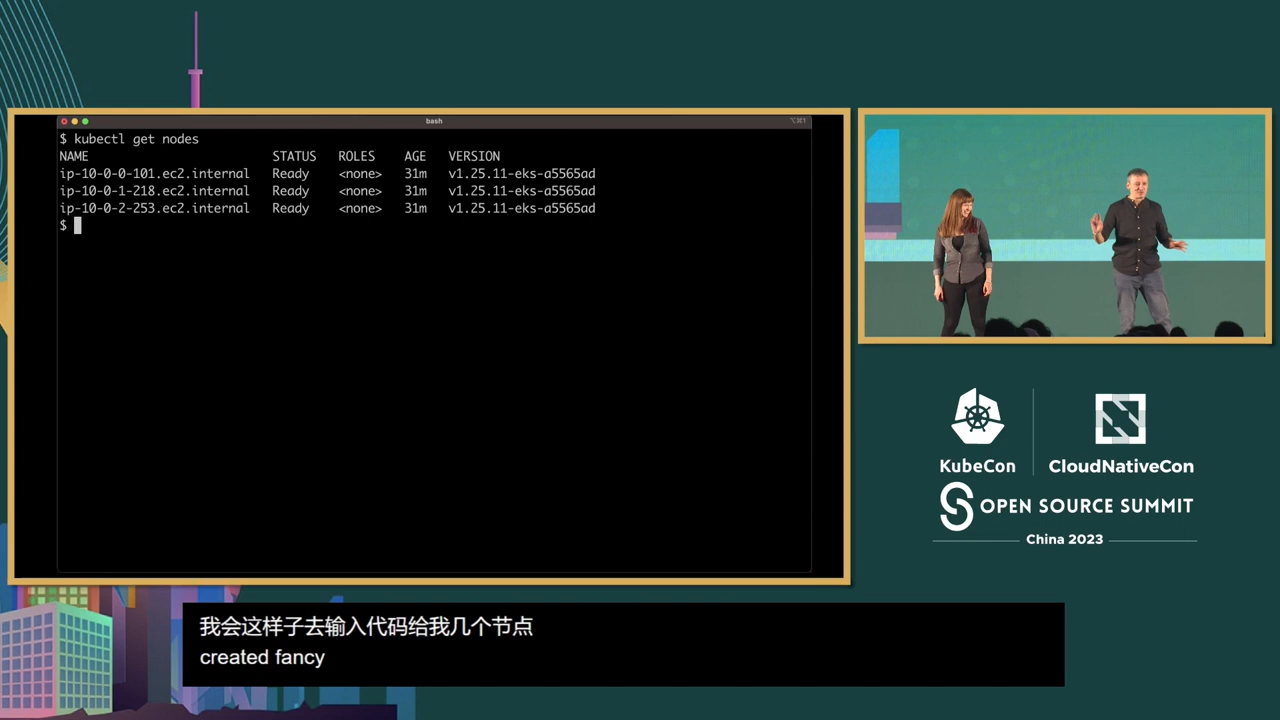 bash
⌥⌘1
$ kubectl get nodes
NAME STATUS ROLES AGE VERSION
ip-10-0-0-101.ec2.internal Ready <none> 31m v1.25.11-eks-a5565ad
ip-10-0-1-218.ec2.internal Ready <none> 31m v1.25.11-eks-a5565ad
ip-10-0-2-253.ec2.internal Ready <none> 31m v1.25.11-eks-a5565ad
$
KubeCon
CloudNativeCon
OPEN SOURCE SUMMIT
China 2023
我会这样子去输入代码给我几个节点
created fancy